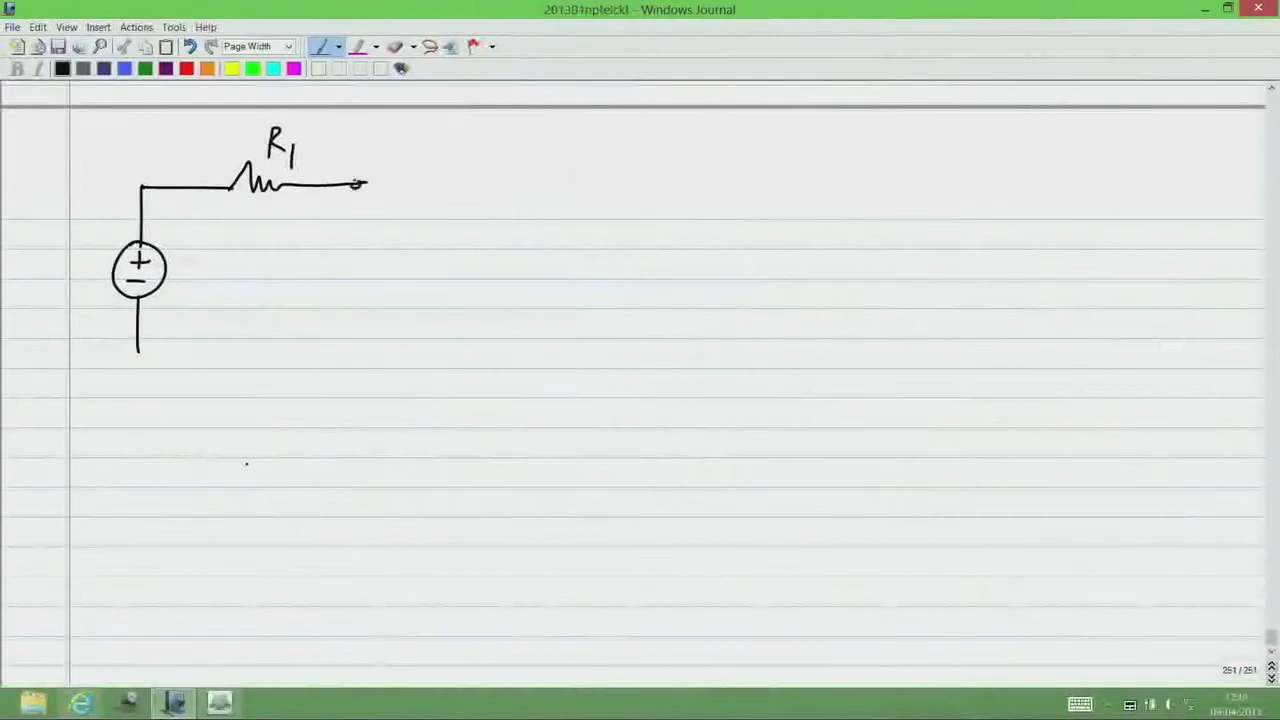 201301nptelckt - Windows Journal
File Edit View Insert Actions Tools Help
Page Width
R1
+
−
251 / 251